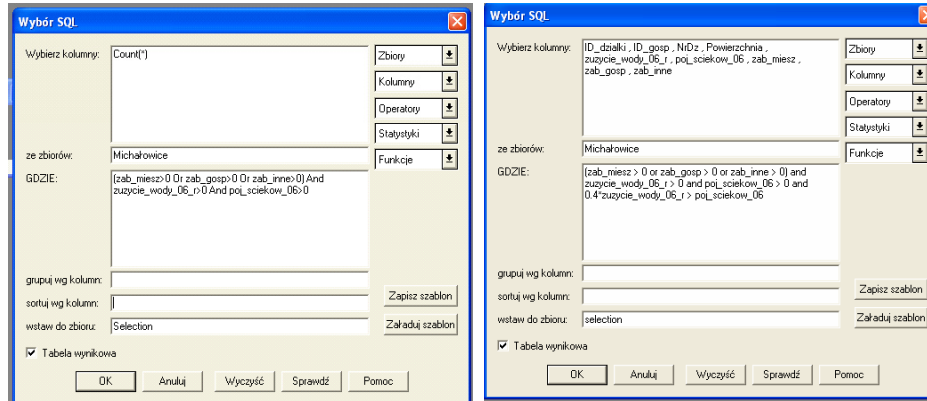 Wybór SQL
Wybierz kolumny:
Count(*)
Zbiory
Kolumny
Operatory
Statystyki
Funkcje
ze zbiorów:
Michałowice
GDZIE:
(zab_miesz>0 Or zab_gosp>0 Or zab_inne>0) And
zuzycie_wody_06_r>0 And poj_sciekow_06>0
grupuj wg kolumn:
sortuj wg kolumn:
wstaw do zbioru:
Selection
Zapisz szablon
Załaduj szablon
Tabela wynikowa
OK
Anuluj
Wyczyść
Sprawdź
Pomoc
Wybór SQL
Wybierz kolumny:
ID_dzialki , ID_gosp , NrDz , Powierzchnia ,
zuzycie_wody_06_r , poj_sciekow_06 , zab_miesz ,
zab_gosp , zab_inne
Zbiory
Kolumny
Operatory
Statystyki
Funkcje
ze zbiorów:
Michałowice
GDZIE:
(zab_miesz > 0 or zab_gosp > 0 or zab_inne > 0) and
zuzycie_wody_06_r > 0 and poj_sciekow_06 > 0 and
0.4*zuzycie_wody_06_r > poj_sciekow_06
grupuj wg kolumn:
sortuj wg kolumn:
wstaw do zbioru:
selection
Zapisz szablon
Załaduj szablon
Tabela wynikowa
OK
Anuluj
Wyczyść
Sprawdź
Pomoc